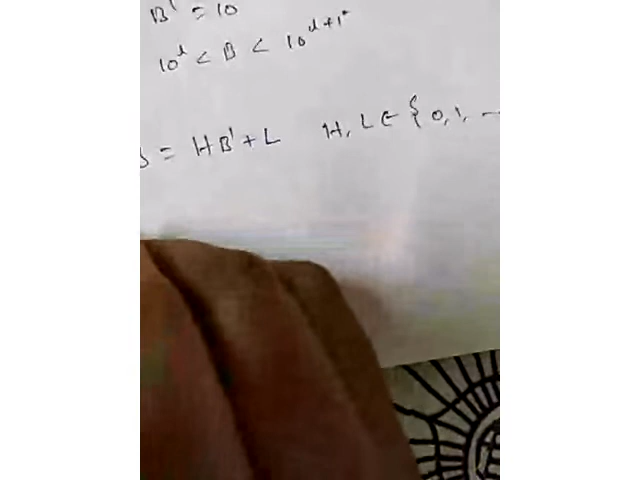 B' = 10
10^d < B < 10^{d+1}
= HB' + L H, L ∈ { 0, 1, --